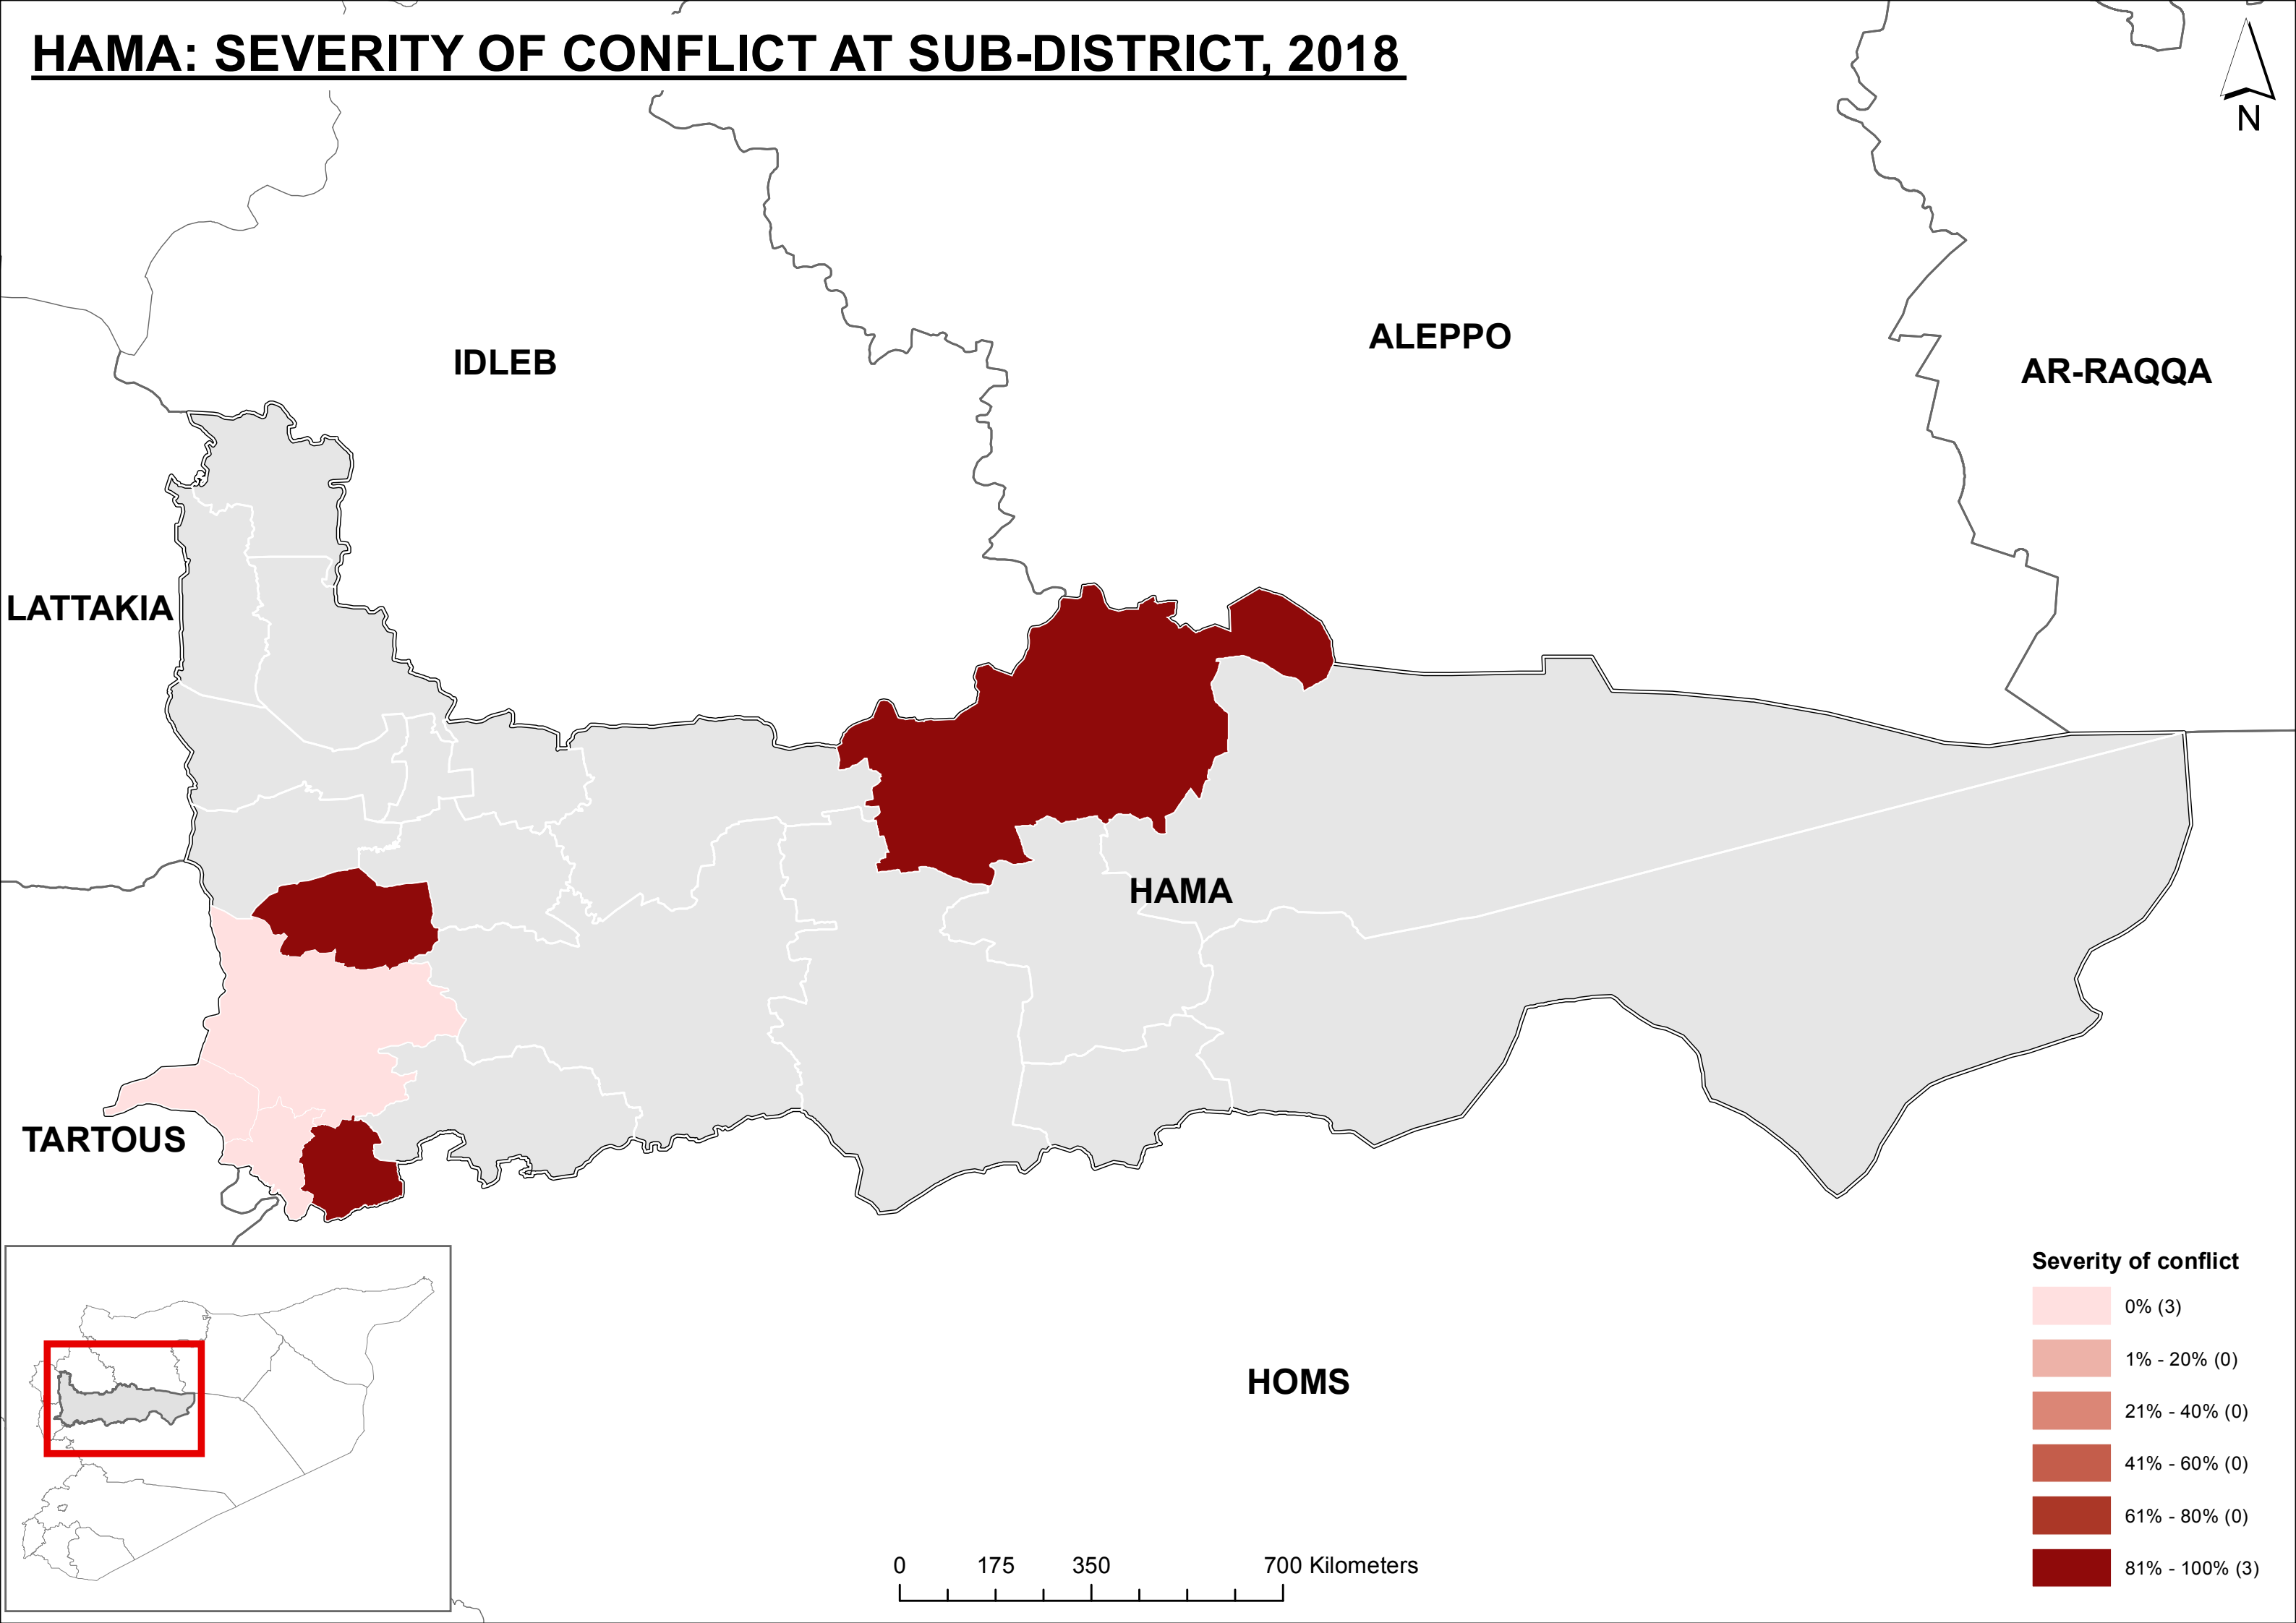 HAMA: SEVERITY OF CONFLICT AT SUB-DISTRICT, 2018
N
IDLEB
ALEPPO
AR-RAQQA
LATTAKIA
HAMA
TARTOUS
HOMS
Severity of conflict
0% (3)
1% - 20% (0)
21% - 40% (0)
41% - 60% (0)
61% - 80% (0)
81% - 100% (3)
0 175 350 700 Kilometers